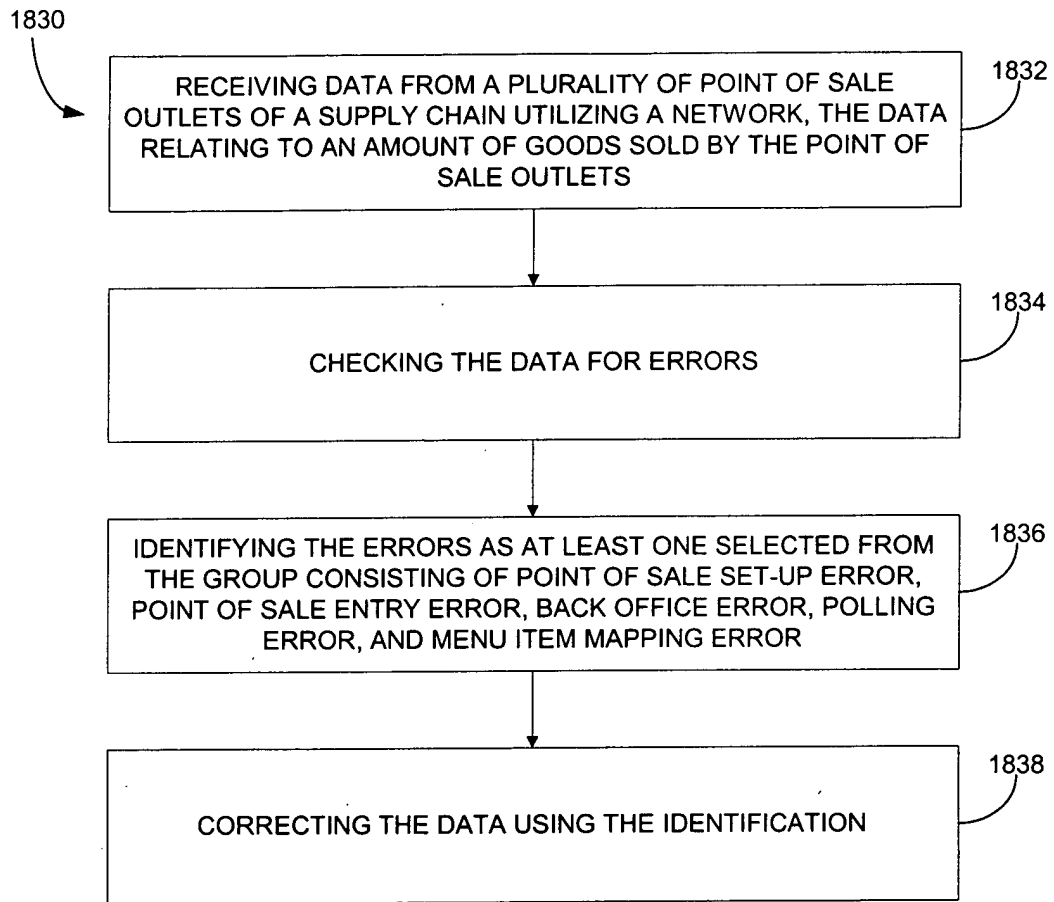 1830
RECEIVING DATA FROM A PLURALITY OF POINT OF SALE
OUTLETS OF A SUPPLY CHAIN UTILIZING A NETWORK, THE DATA
RELATING TO AN AMOUNT OF GOODS SOLD BY THE POINT OF
SALE OUTLETS
1832
CHECKING THE DATA FOR ERRORS
1834
IDENTIFYING THE ERRORS AS AT LEAST ONE SELECTED FROM
THE GROUP CONSISTING OF POINT OF SALE SET-UP ERROR,
POINT OF SALE ENTRY ERROR, BACK OFFICE ERROR, POLLING
ERROR, AND MENU ITEM MAPPING ERROR
1836
CORRECTING THE DATA USING THE IDENTIFICATION
1838